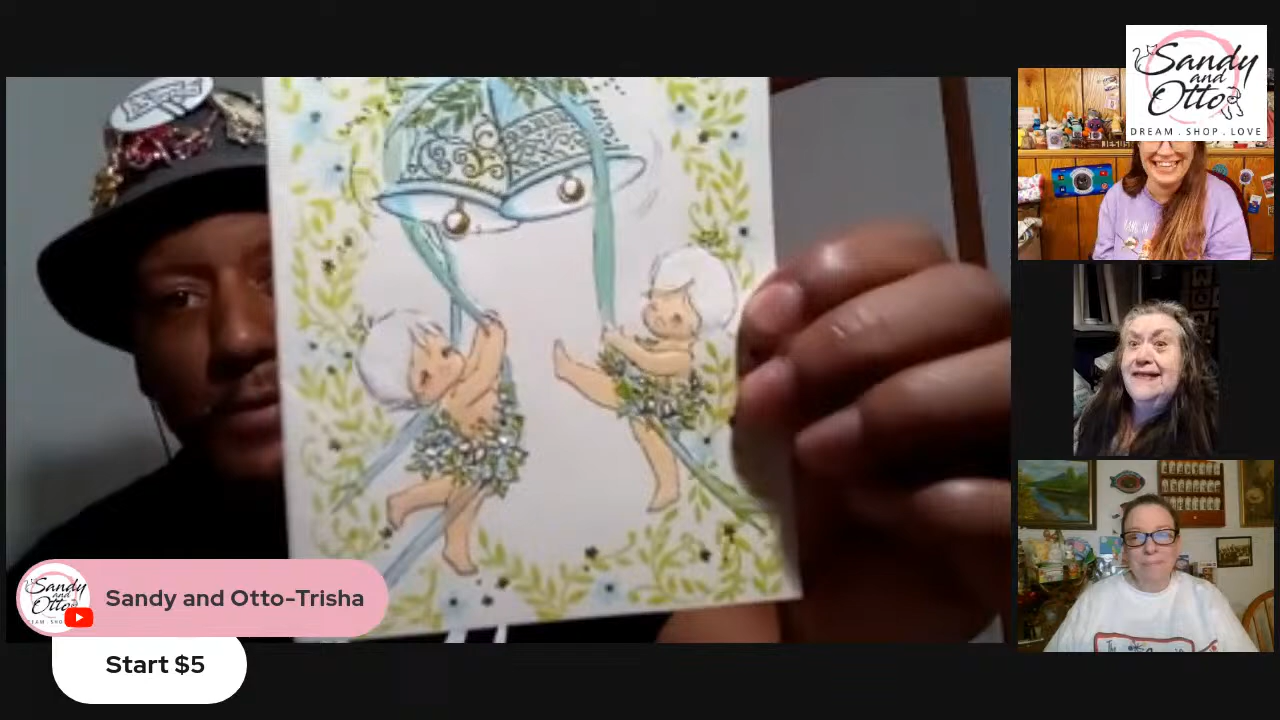 Sandy
and
Otto
DREAM . SHOP . LOVE
Sandy and Otto-Trisha
Start $5